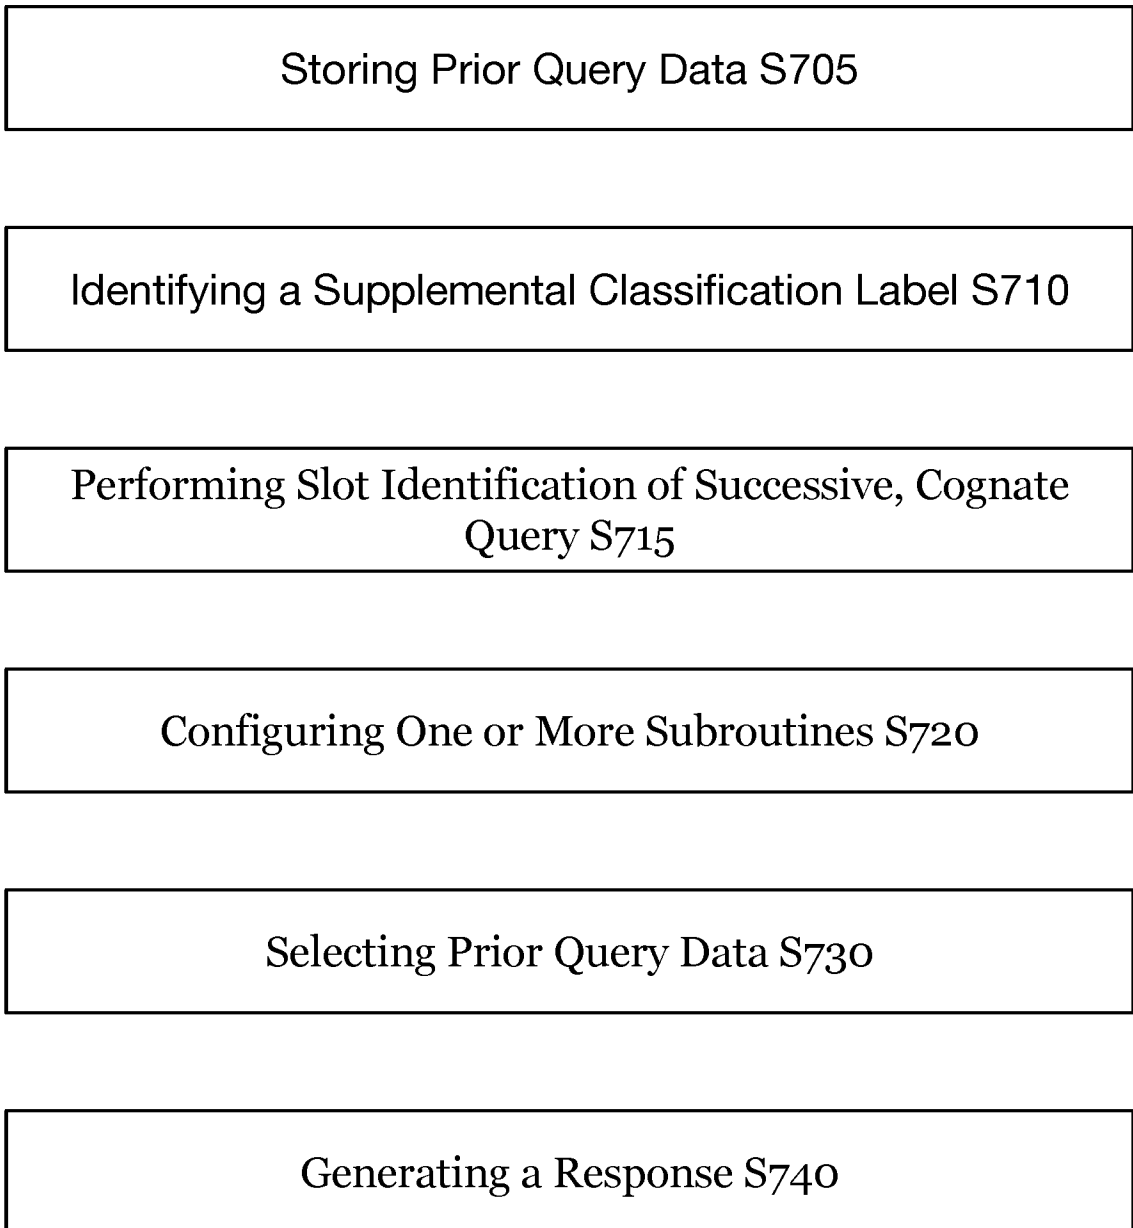 Storing Prior Query Data S705
Identifying a Supplemental Classification Label S710
Performing Slot Identification of Successive, Cognate
Query S715
Configuring One or More Subroutines S720
Selecting Prior Query Data S730
Generating a Response S740